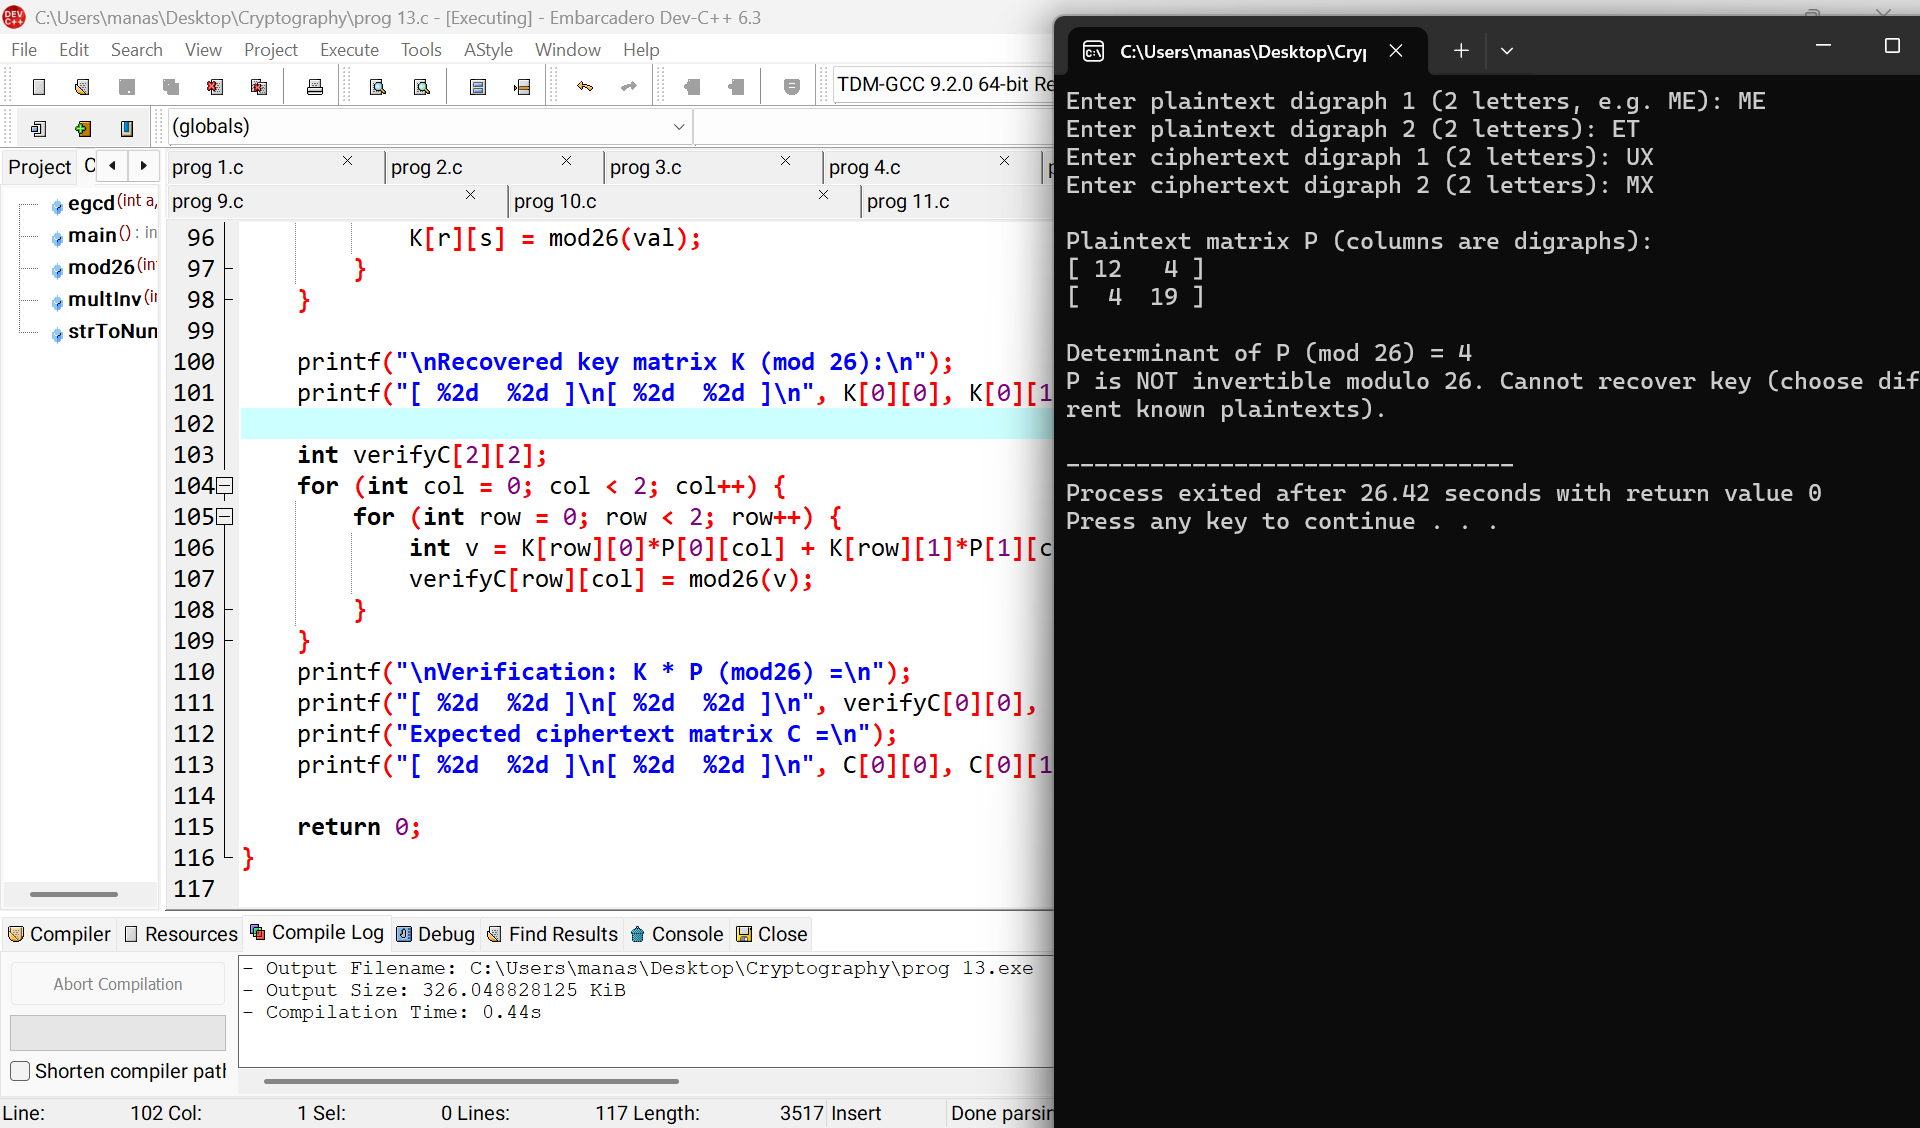 C:\Users\manas\Desktop\Cryptography\prog 13.c - [Executing] - Embarcadero Dev-C++ 6.3
File Edit Search View Project Execute Tools AStyle Window Help
TDM-GCC 9.2.0 64-bit Re
(globals)
Project
prog 1.c prog 2.c prog 3.c prog 4.c
prog 9.c prog 10.c prog 11.c
egcd (int a,
main () : in
mod26 (int
multInv (in
strToNum
96 K[r][s] = mod26(val);
97 }
98 }
99
100 printf("\nRecovered key matrix K (mod 26):\n");
101 printf("[ %2d  %2d ]\n[ %2d  %2d ]\n", K[0][0], K[0][1
102
103 int verifyC[2][2];
104 for (int col = 0; col < 2; col++) {
105 for (int row = 0; row < 2; row++) {
106 int v = K[row][0]*P[0][col] + K[row][1]*P[1][c
107 verifyC[row][col] = mod26(v);
108 }
109 }
110 printf("\nVerification: K * P (mod26) =\n");
111 printf("[ %2d  %2d ]\n[ %2d  %2d ]\n", verifyC[0][0],
112 printf("Expected ciphertext matrix C =\n");
113 printf("[ %2d  %2d ]\n[ %2d  %2d ]\n", C[0][0], C[0][1
114
115 return 0;
116 }
117
Compiler Resources Compile Log Debug Find Results Console Close
Abort Compilation
Shorten compiler path
- Output Filename: C:\Users\manas\Desktop\Cryptography\prog 13.exe
- Output Size: 326.048828125 KiB
- Compilation Time: 0.44s
Line: 102 Col: 1 Sel: 0 Lines: 117 Length: 3517 Insert Done parsin
C:\Users\manas\Desktop\Cryp
Enter plaintext digraph 1 (2 letters, e.g. ME): ME
Enter plaintext digraph 2 (2 letters): ET
Enter ciphertext digraph 1 (2 letters): UX
Enter ciphertext digraph 2 (2 letters): MX
Plaintext matrix P (columns are digraphs):
[ 12   4 ]
[  4  19 ]
Determinant of P (mod 26) = 4
P is NOT invertible modulo 26. Cannot recover key (choose dif
rent known plaintexts).
--------------------------------
Process exited after 26.42 seconds with return value 0
Press any key to continue . . .